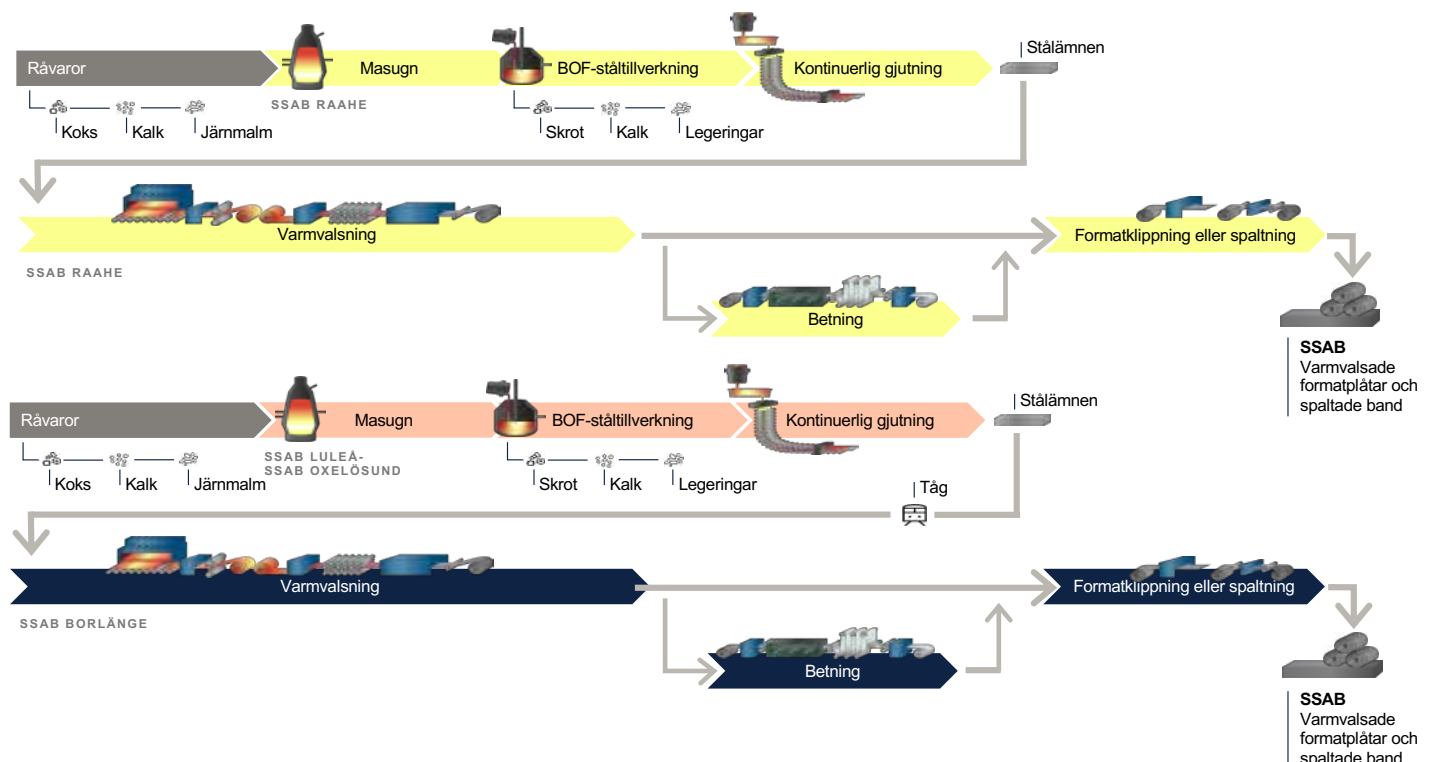 Stålämnen
Råvaror
Masugn
BOF-ståltillverkning
Kontinuerlig gjutning
SSAB RAAHE
Koks
Kalk
Järnmalm
Skrot
Kalk
Legeringar
Varmvalsning
Formatklippning eller spaltning
SSAB RAAHE
Betning
SSAB
Varmvalsade
formatplåtar och
spaltade band
Stålämnen
Råvaror
Masugn
BOF-ståltillverkning
Kontinuerlig gjutning
SSAB LULEÅ-
SSAB OXELÖSUND
Koks
Kalk
Järnmalm
Skrot
Kalk
Legeringar
Tåg
Varmvalsning
Formatklippning eller spaltning
SSAB BORLÄNGE
Betning
SSAB
Varmvalsade
formatplåtar och
spaltade band